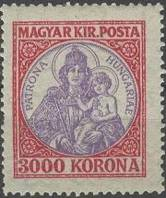 MAGYAR KIR. POSTA
PATRONA HUNGARIAE
3000 KORONA